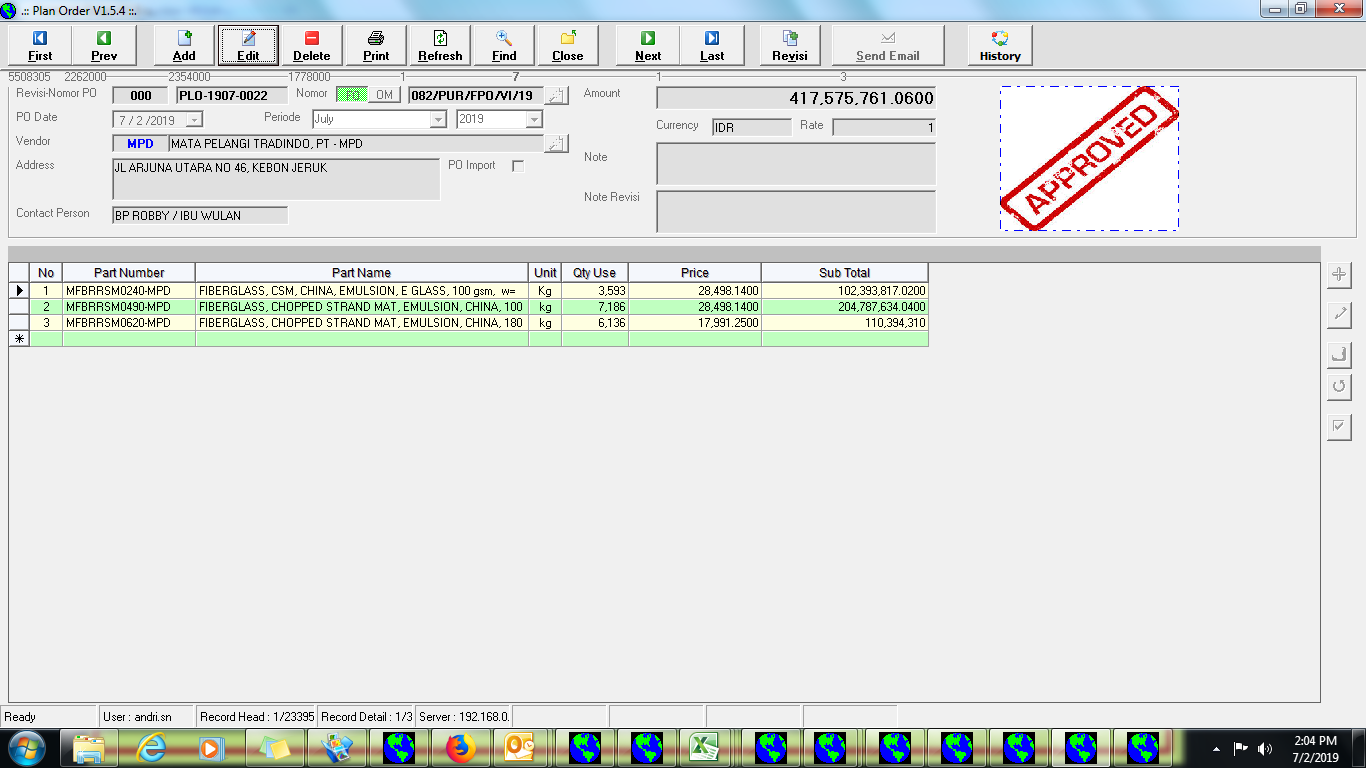 .:: Plan Order V1.5.4 ::.
First Prev Add Edit Delete Print Refresh Find Close Next Last Revisi Send Email History
5508305 2262000 2354000 1778000 1 7 1 3
Revisi-Nomor PO 000 PLO-1907-0022 Nomor FO OM 082/PUR/FPO/VI/19
PO Date 7 / 2 /2019 Periode July 2019
Vendor MPD MATA PELANGI TRADINDO, PT - MPD
Address JL ARJUNA UTARA NO 46, KEBON JERUK PO Import
Contact Person BP ROBBY / IBU WULAN
Amount 417,575,761.0600
Currency IDR Rate 1
Note
Note Revisi
APPROVED
No Part Number Part Name Unit Qty Use Price Sub Total
1 MFBRRSM0240-MPD FIBERGLASS, CSM, CHINA, EMULSION, E GLASS, 100 gsm, w= Kg 3,593 28,498.1400 102,393,817.0200
2 MFBRRSM0490-MPD FIBERGLASS, CHOPPED STRAND MAT, EMULSION, CHINA, 100 kg 7,186 28,498.1400 204,787,634.0400
3 MFBRRSM0620-MPD FIBERGLASS, CHOPPED STRAND MAT, EMULSION, CHINA, 180 kg 6,136 17,991.2500 110,394,310
Ready User : andri.sn Record Head : 1/23395 Record Detail : 1/3 Server : 192.168.0.
2:04 PM
7/2/2019